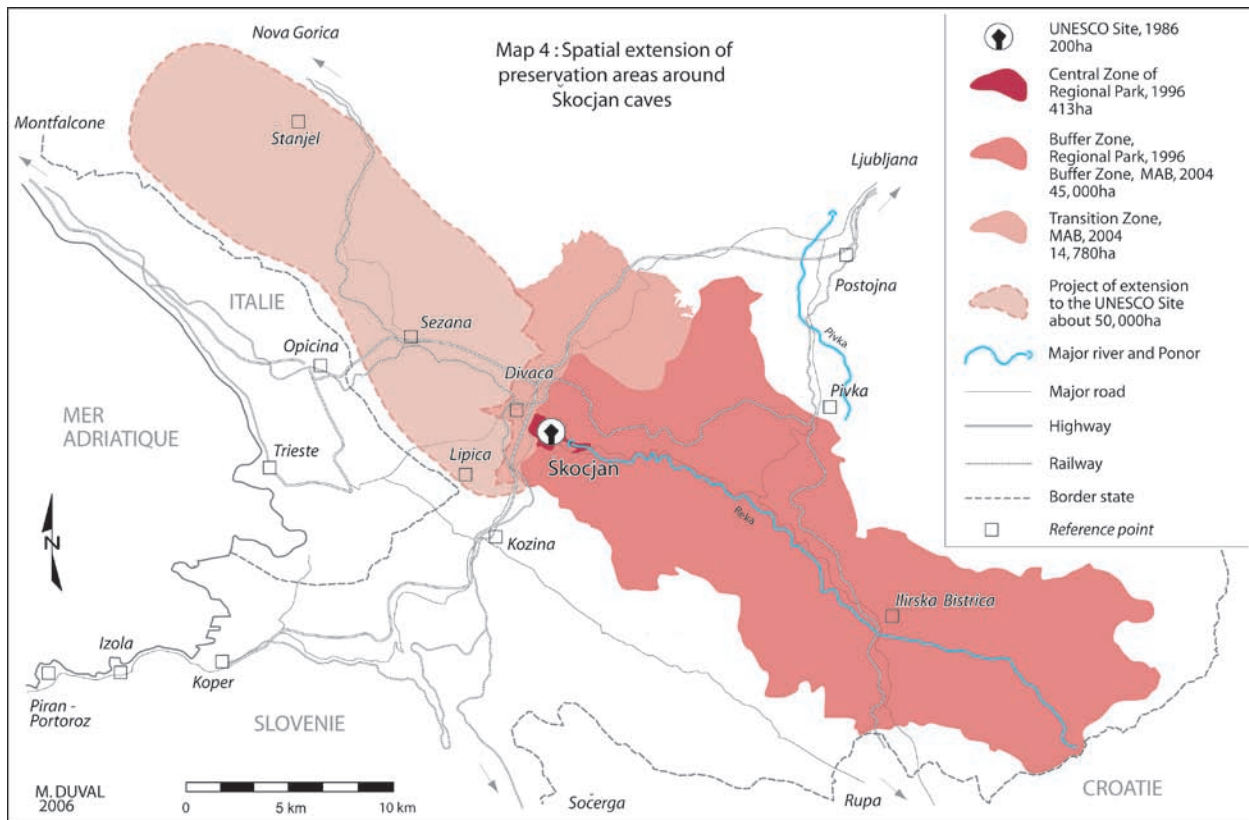 Map 4 : Spatial extension of
preservation areas around
Skocjan caves
Nova Gorica
Montfalcone
Stanjel
Ljubljana
Postojna
Pivka
Pivka
ITALIE
Sezana
Opicina
Divaca
MER
ADRIATIQUE
Trieste
Lipica
Skocjan
Reka
Kozina
Ilirska Bistrica
Izola
Koper
Piran -
Portoroz
SLOVENIE
CROATIE
Sočerga
Rupa
N
M. DUVAL
2006
0 5 km 10 km
UNESCO Site, 1986
200ha
Central Zone of
Regional Park, 1996
413ha
Buffer Zone,
Regional Park, 1996
Buffer Zone, MAB, 2004
45,000ha
Transition Zone,
MAB, 2004
14,780ha
Project of extension
to the UNESCO Site
about 50,000ha
Major river and Ponor
Major road
Highway
Railway
Border state
Reference point